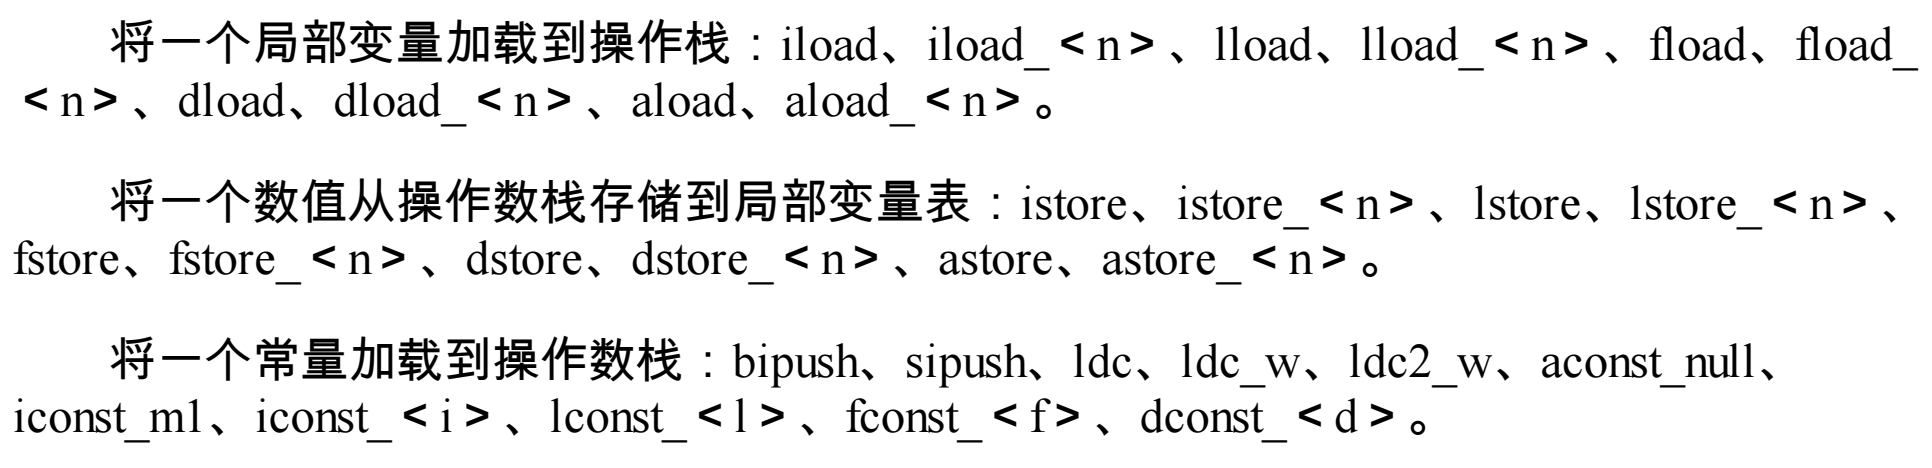 将一个局部变量加载到操作栈：iload、iload_＜n＞、lload、lload_＜n＞、fload、fload_
＜n＞、dload、dload_＜n＞、aload、aload_＜n＞。
将一个数值从操作数栈存储到局部变量表：istore、istore_＜n＞、lstore、lstore_＜n＞、
fstore、fstore_＜n＞、dstore、dstore_＜n＞、astore、astore_＜n＞。
将一个常量加载到操作数栈：bipush、sipush、ldc、ldc_w、ldc2_w、aconst_null、
iconst_m1、iconst_＜i＞、lconst_＜l＞、fconst_＜f＞、dconst_＜d＞。